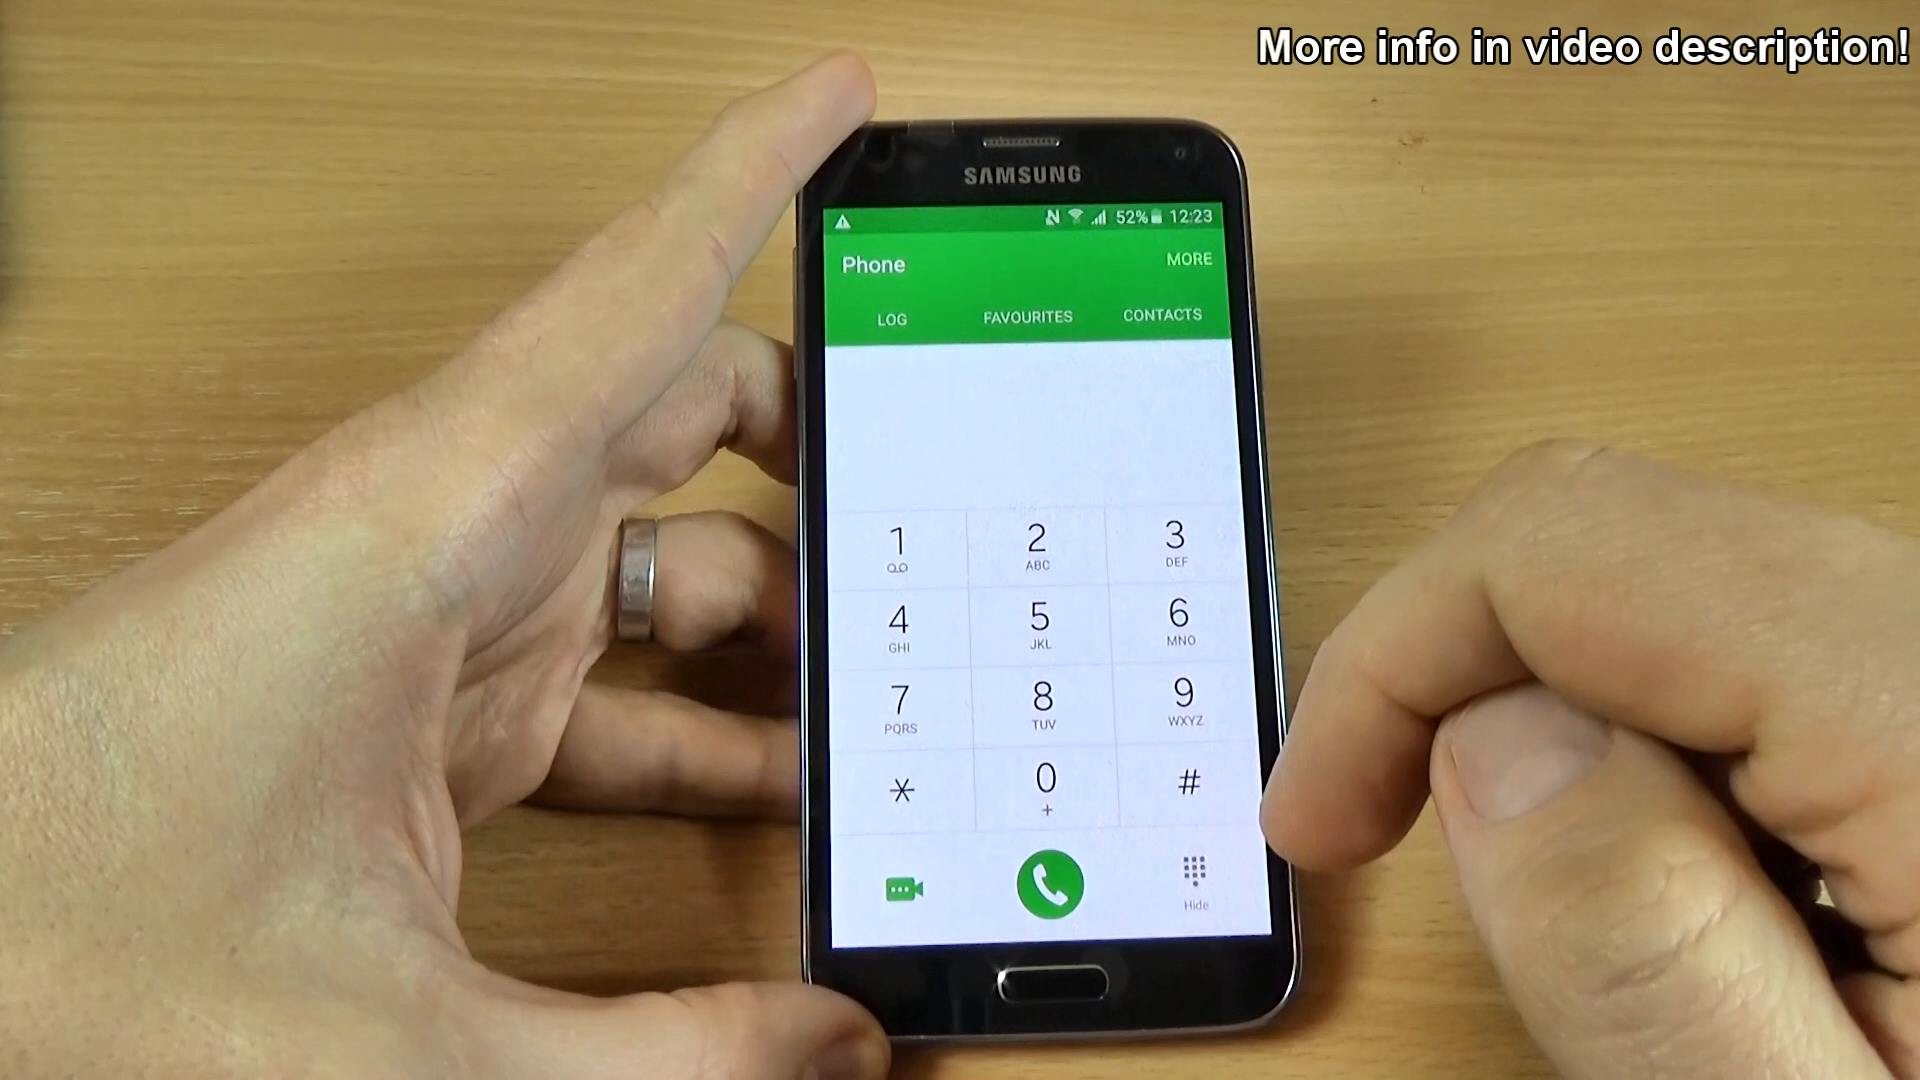 More info in video description!
SAMSUNG
52% 12:23
Phone MORE
LOG FAVOURITES CONTACTS
1 2 3
ABC DEF
4 5 6
GHI JKL MNO
7 8 9
PQRS TUV WXYZ
* 0 #
+
Hide